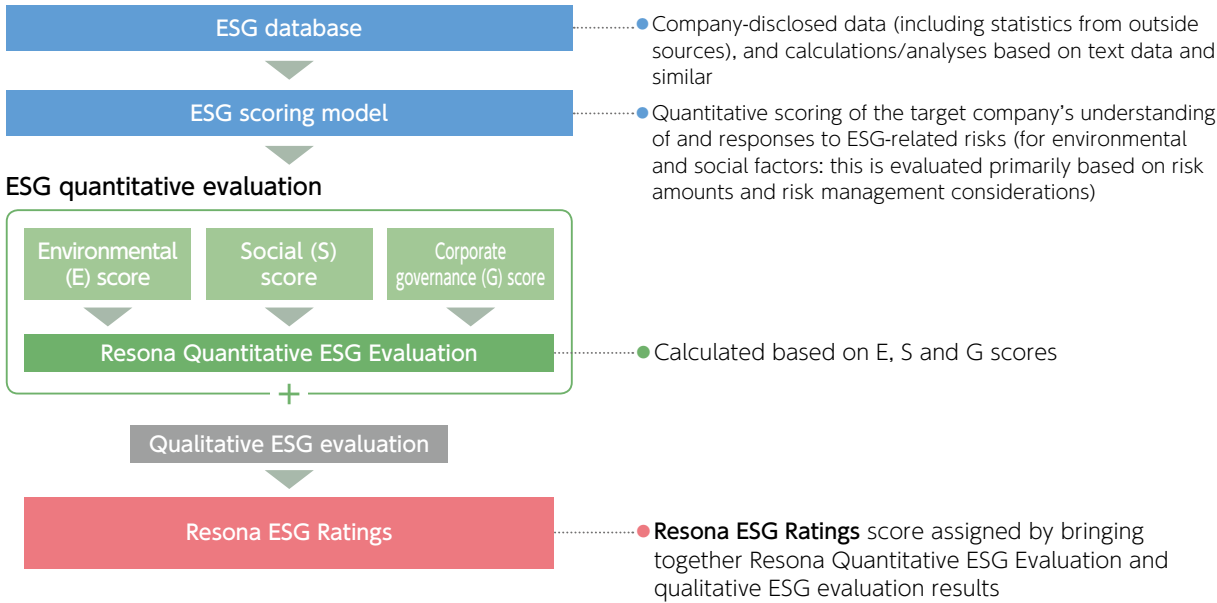 ESG database
Company-disclosed data (including statistics from outside
sources), and calculations/analyses based on text data and
similar
ESG scoring model
Quantitative scoring of the target company’s understanding
of and responses to ESG-related risks (for environmental
and social factors: this is evaluated primarily based on risk
amounts and risk management considerations)
ESG quantitative evaluation
Environmental
(E) score
Social (S)
score
Corporate
governance (G) score
Resona Quantitative ESG Evaluation
Calculated based on E, S and G scores
+
Qualitative ESG evaluation
Resona ESG Ratings
Resona ESG Ratings score assigned by bringing
together Resona Quantitative ESG Evaluation and
qualitative ESG evaluation results